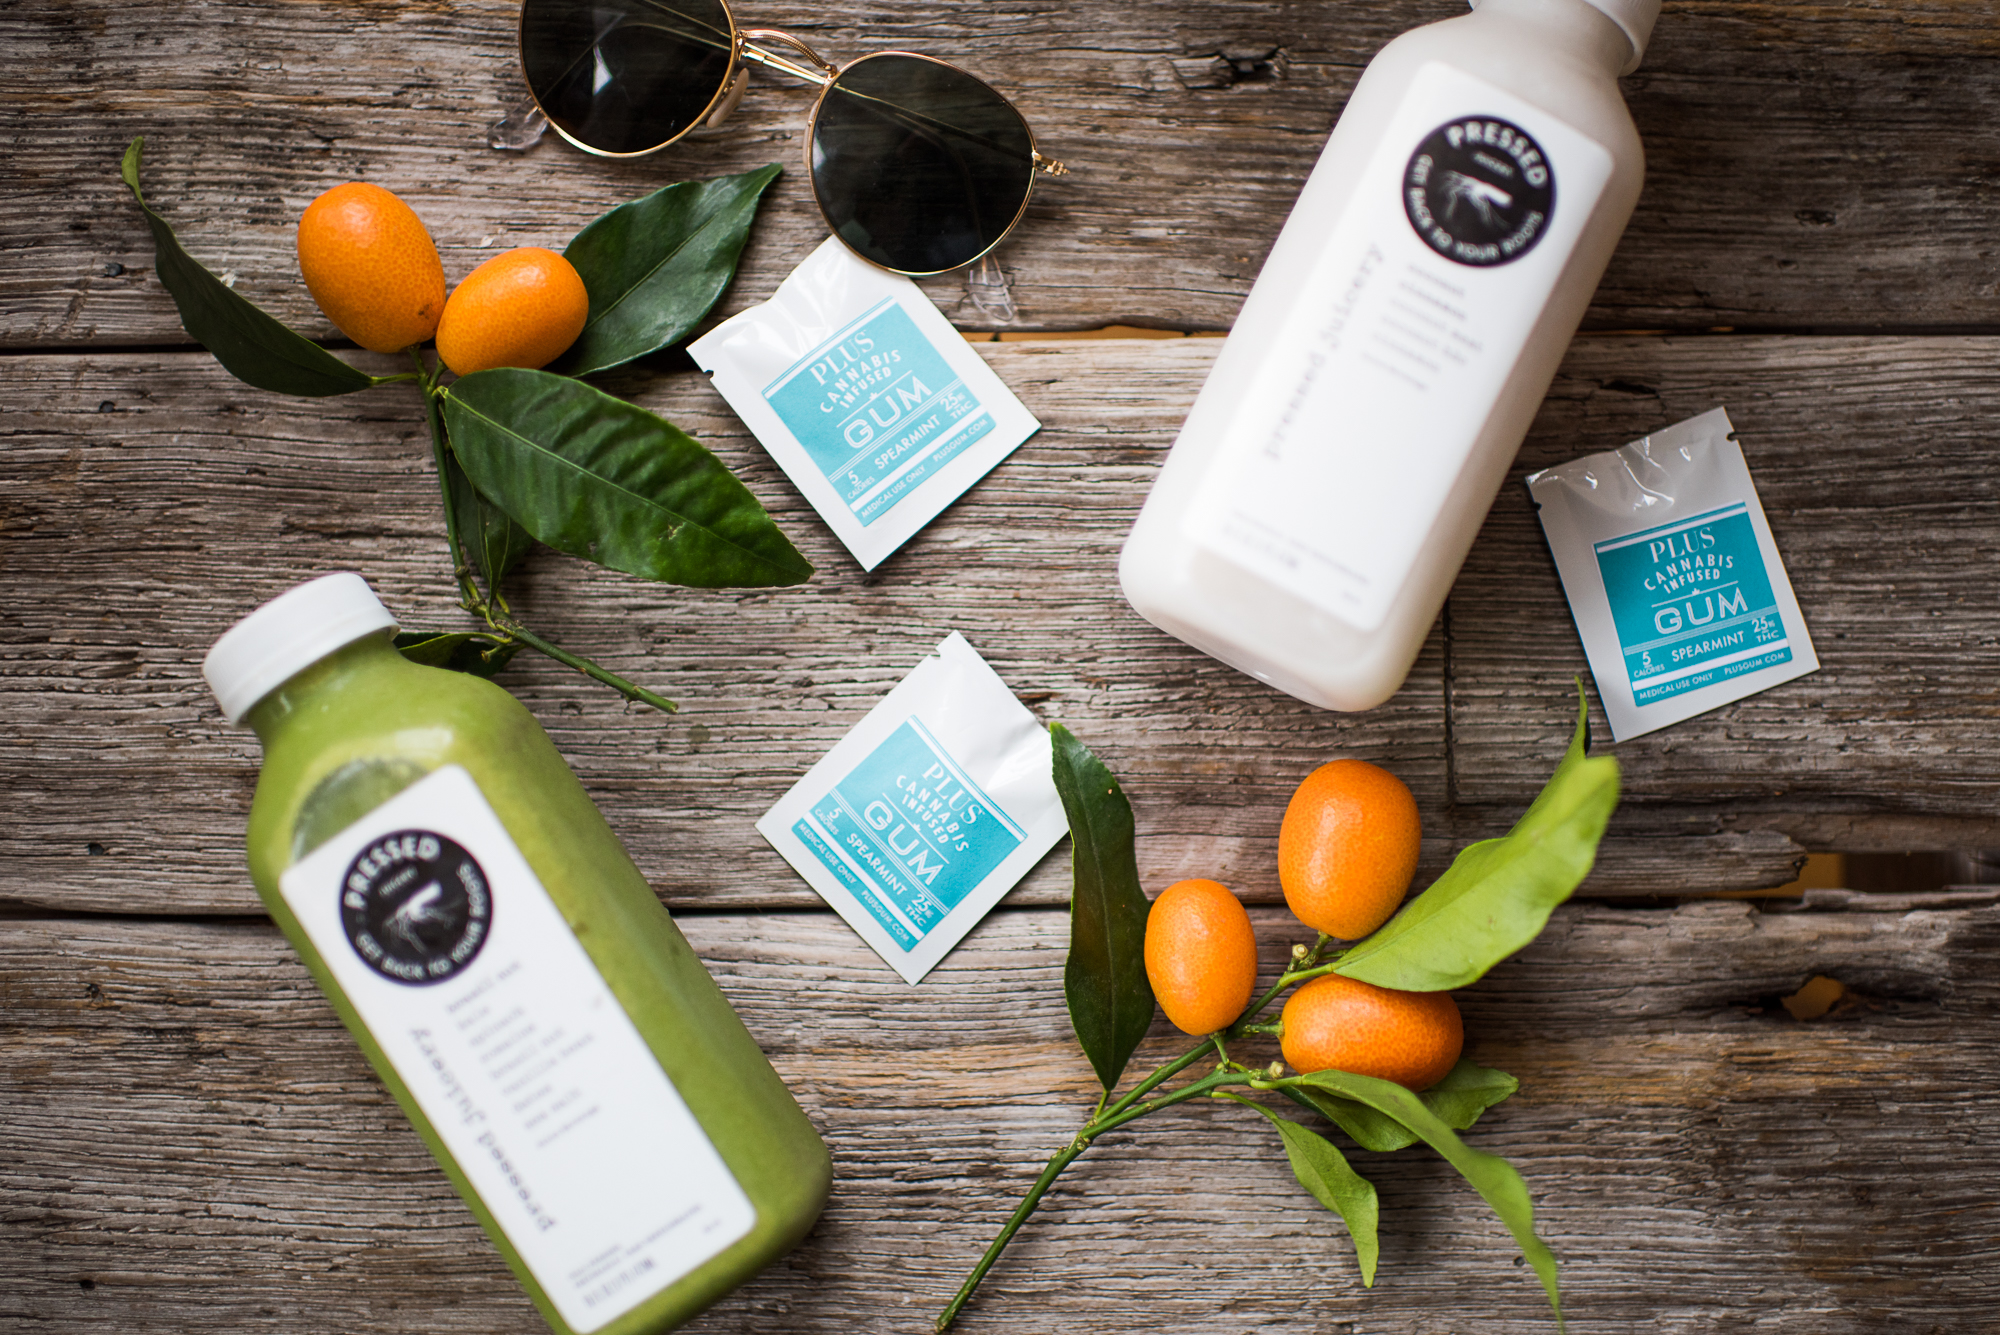 PRESSED
JUICERY
GET BACK TO YOUR ROOTS
pressed juicery
PLUS
CANNABIS
INFUSED
GUM
25MG
THC
SPEARMINT
5
CALORIES
MEDICAL USE ONLY PLUSGUM.COM
PLUS
CANNABIS
INFUSED
GUM
25MG
THC
SPEARMINT
5
CALORIES
MEDICAL USE ONLY PLUSGUM.COM
PLUS
CANNABIS
INFUSED
GUM
25MG
THC
SPEARMINT
5
CALORIES
MEDICAL USE ONLY PLUSGUM.COM
PRESSED
JUICERY
GET BACK TO YOUR ROOTS
pressed juicery